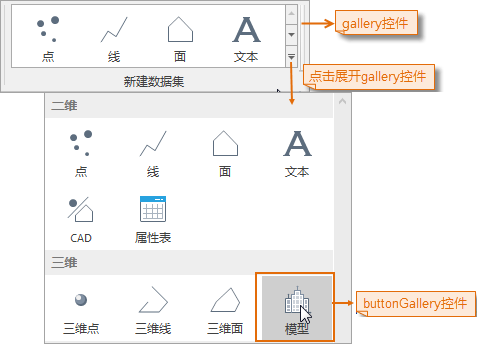 gallery控件
点 线 面 文本
新建数据集
点击展开gallery控件
二维
点 线 面 文本
CAD 属性表
三维
三维点 三维线 三维面 模型
buttonGallery控件